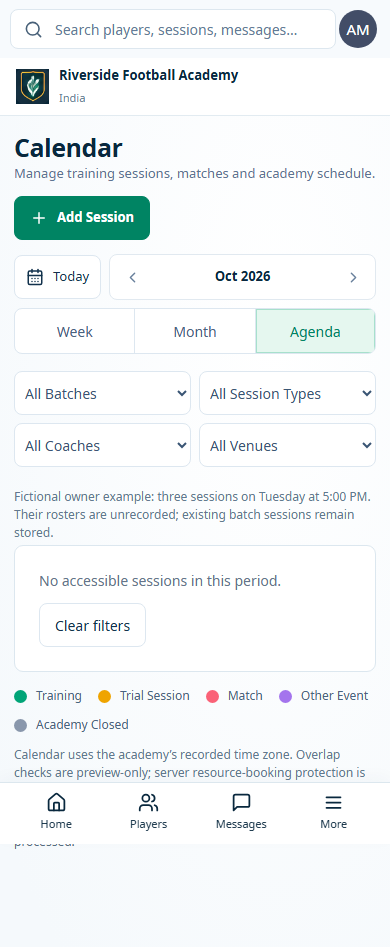 Search players, sessions, messages...
AM
Riverside Football Academy
India
Calendar
Manage training sessions, matches and academy schedule.
Add Session
Today
Oct 2026
Week
Month
Agenda
All Batches
All Session Types
All Coaches
All Venues
Fictional owner example: three sessions on Tuesday at 5:00 PM.
Their rosters are unrecorded; existing batch sessions remain
stored.
No accessible sessions in this period.
Clear filters
Training
Trial Session
Match
Other Event
Academy Closed
Calendar uses the academy's recorded time zone. Overlap
checks are preview-only; server resource-booking protection is
Home
Players
Messages
More